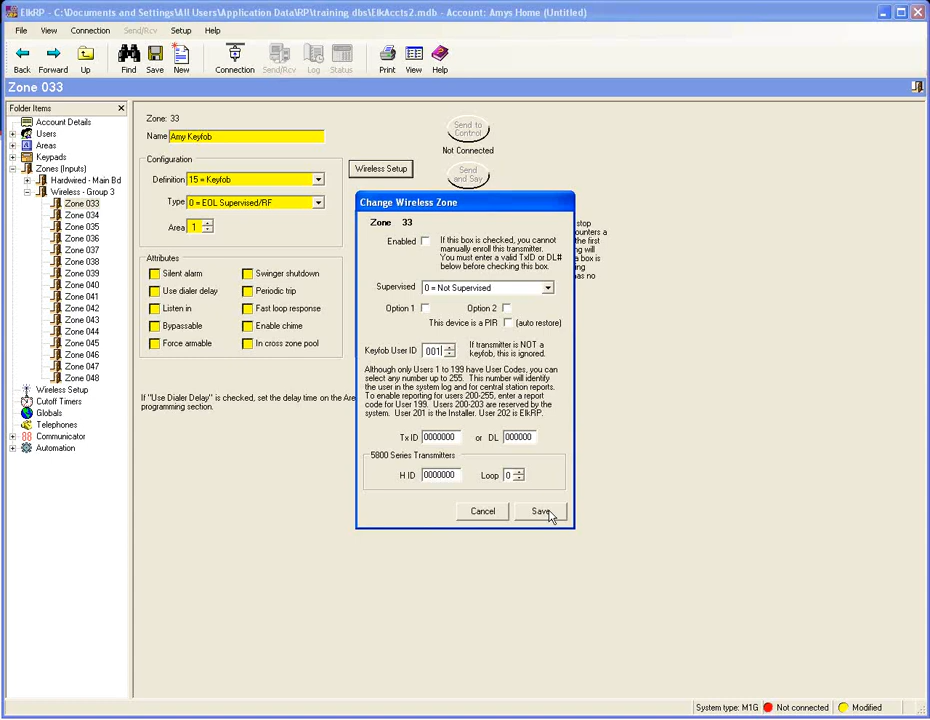 ElkRP - C:\Documents and Settings\All Users\Application Data\RP\training dbs\ElkAccts2.mdb - Account: Amys Home (Untitled)
File View Connection Send/Rcv Setup Help
Back Forward Up Find Save New Connection Send/Rcv Log Status Print View Help
Zone 033
Folder Items
Account Details
Users
Areas
Keypads
Zones (Inputs)
Hardwired - Main Bd
Wireless - Group 3
Zone 033
Zone 034
Zone 035
Zone 036
Zone 037
Zone 038
Zone 039
Zone 040
Zone 041
Zone 042
Zone 043
Zone 044
Zone 045
Zone 046
Zone 047
Zone 048
Wireless Setup
Cutoff Timers
Globals
Telephones
Communicator
Automation
Zone: 33
Name Amy Keyfob
Configuration
Definition 15 = Keyfob
Type 0 = EOL Supervised/RF
Area 1
Attributes
Silent alarm Swinger shutdown
Use dialer delay Periodic trip
Listen in Fast loop response
Bypassable Enable chime
Force armable In cross zone pool
If "Use Dialer Delay" is checked, set the delay time on the Are
programming section.
Wireless Setup
Send to
Control
Not Connected
Send
and Say
stop
ounters a
the first
ng will
a box is
has no
Change Wireless Zone
Zone 33
Enabled
If this box is checked, you cannot
manually enroll this transmitter.
You must enter a valid TxID or DL#
below before checking this box.
Supervised 0 = Not Supervised
Option 1 Option 2
This device is a PIR (auto restore)
Keyfob User ID 001
If transmitter is NOT a
keyfob, this is ignored.
Although only Users 1 to 199 have User Codes, you can
select any number up to 255. This number will identify
the user in the system log and for central station reports.
To enable reporting for users 200-255, enter a report
code for User 199. Users 200-203 are reserved by the
system. User 201 is the Installer. User 202 is ElkRP.
Tx ID 0000000 or DL 000000
5800 Series Transmitters
H ID 0000000 Loop 0
Cancel Save
System type: M1G Not connected Modified